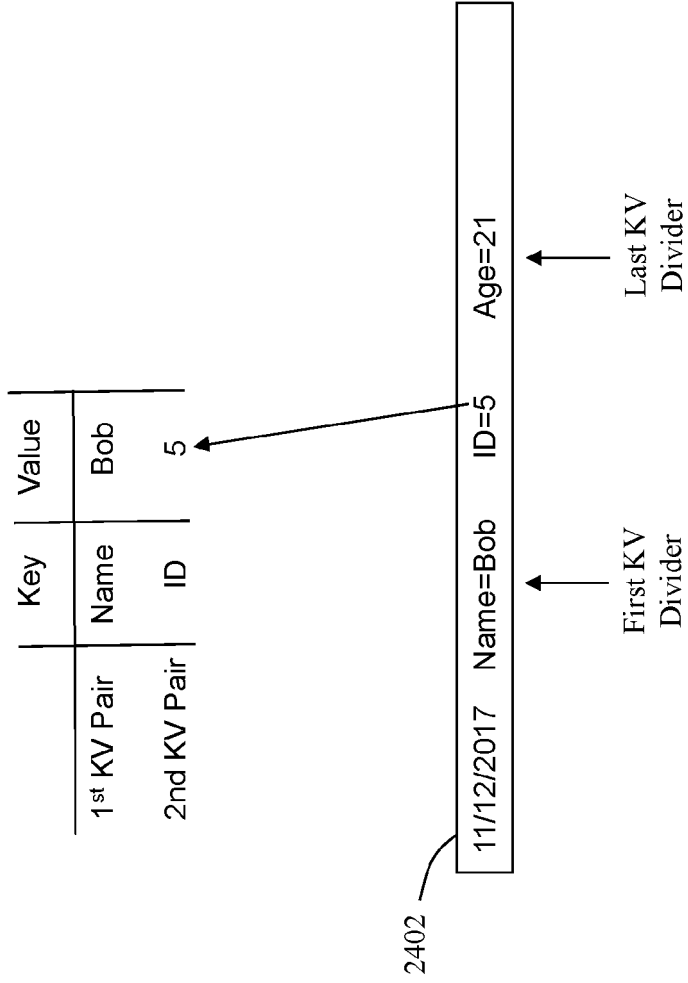 Key Value
1st KV Pair Name Bob
2nd KV Pair ID 5
2402
11/12/2017 Name=Bob ID=5 Age=21
First KV
Divider
Last KV
Divider